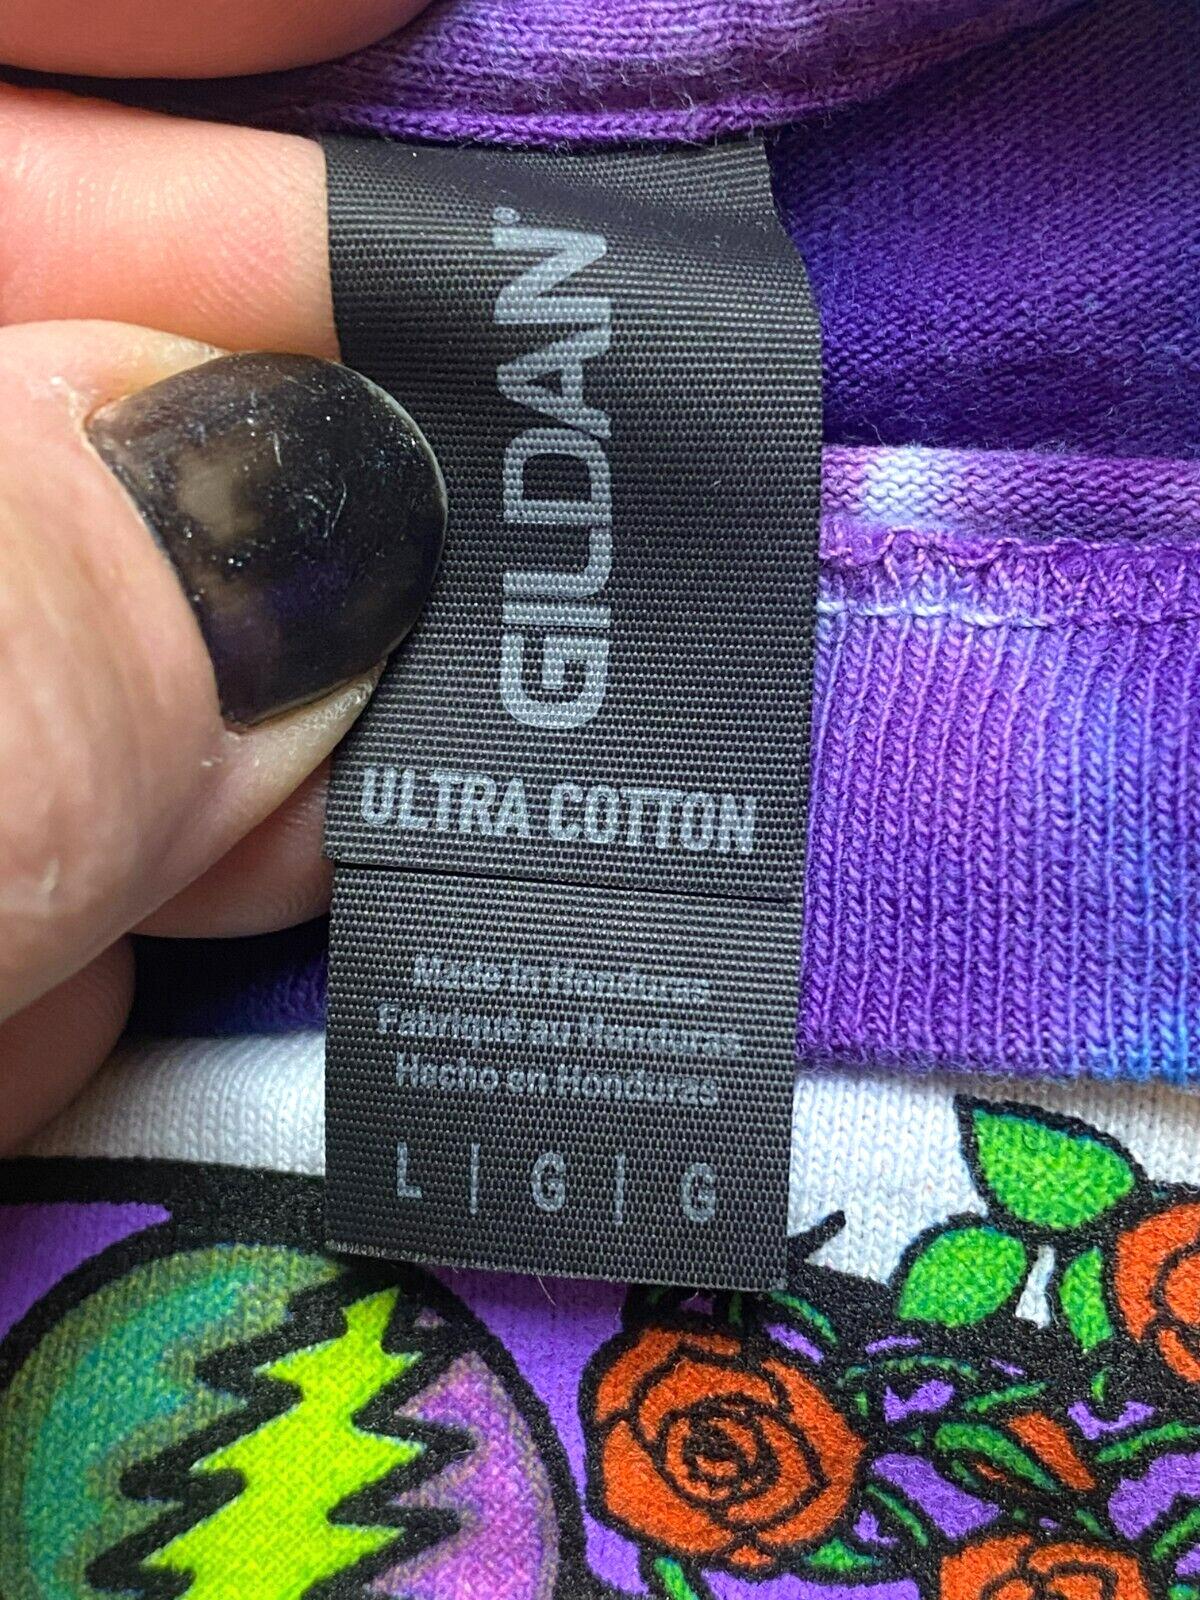 GILDAN®
ULTRA COTTON
Made in Honduras
Fabriqué au Honduras
Hecho en Honduras
L | G | G